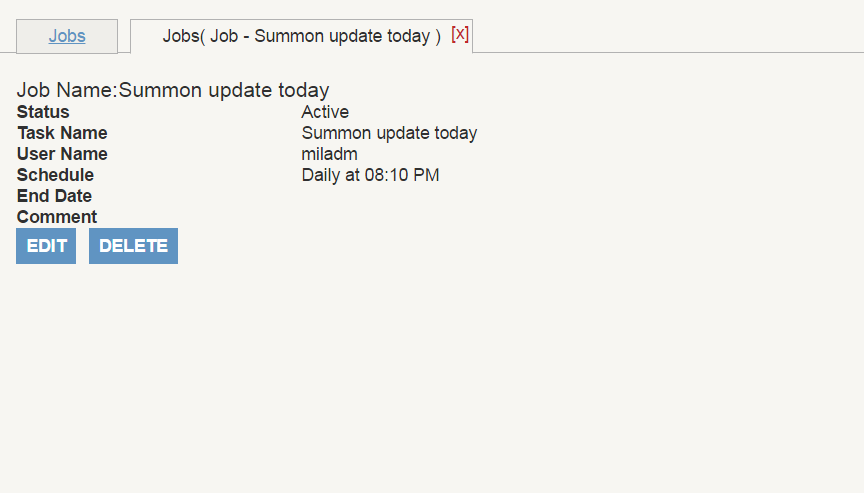 Jobs
Jobs( Job - Summon update today ) [X]
Job Name:Summon update today
Status Active
Task Name Summon update today
User Name miladm
Schedule Daily at 08:10 PM
End Date
Comment
EDIT DELETE